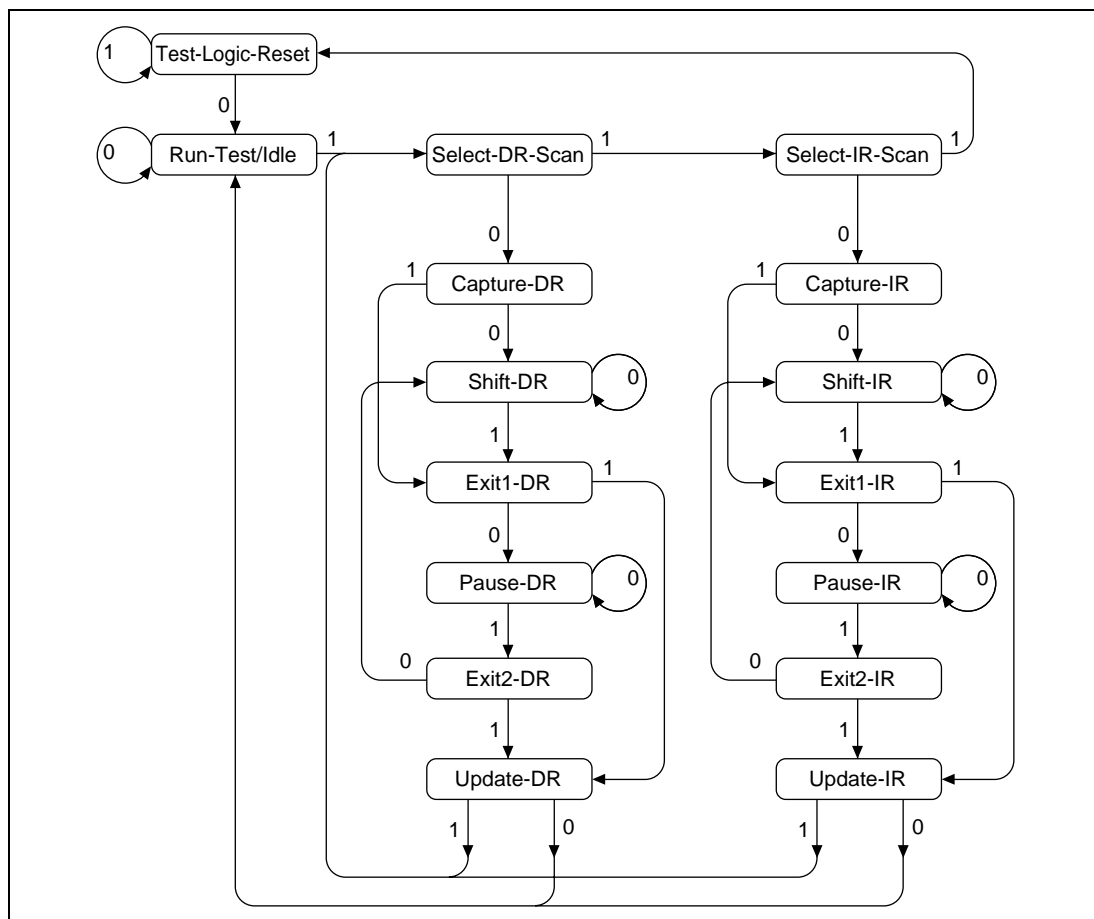 1
Test-Logic-Reset
0
0
Run-Test/Idle
1
Select-DR-Scan
1
Select-IR-Scan
1
0
0
1
Capture-DR
1
Capture-IR
0
0
Shift-DR
0
Shift-IR
0
1
1
Exit1-DR
1
Exit1-IR
1
0
0
Pause-DR
0
Pause-IR
0
1
1
0
Exit2-DR
0
Exit2-IR
1
1
Update-DR
Update-IR
1
0
1
0